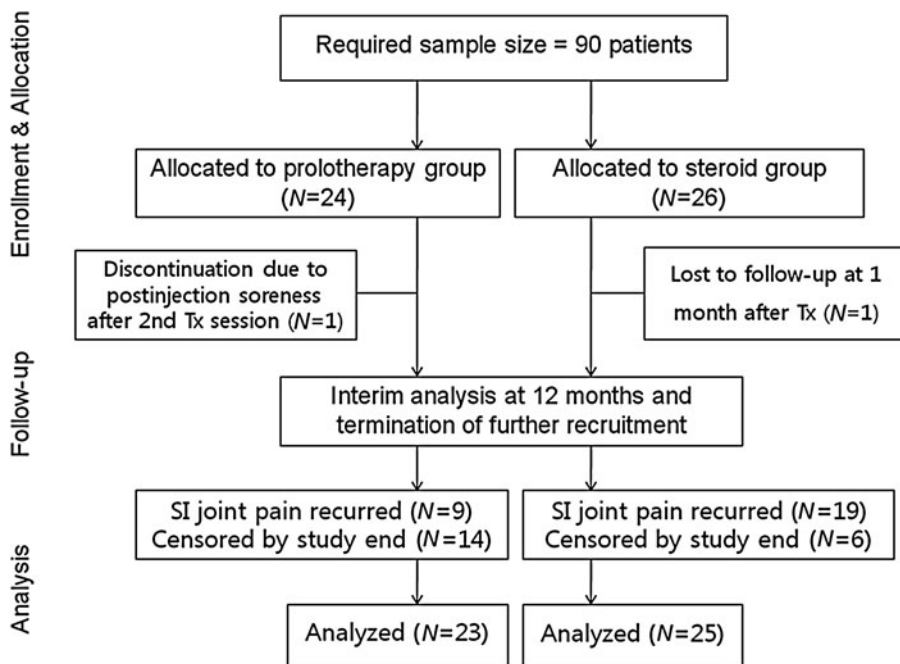 Enrollment & Allocation
Required sample size = 90 patients
Allocated to prolotherapy group
(N=24)
Allocated to steroid group
(N=26)
Discontinuation due to
postinjection soreness
after 2nd Tx session (N=1)
Lost to follow-up at 1
month after Tx (N=1)
Follow-up
Interim analysis at 12 months and
termination of further recruitment
Analysis
SI joint pain recurred (N=9)
Censored by study end (N=14)
SI joint pain recurred (N=19)
Censored by study end (N=6)
Analyzed (N=23)
Analyzed (N=25)